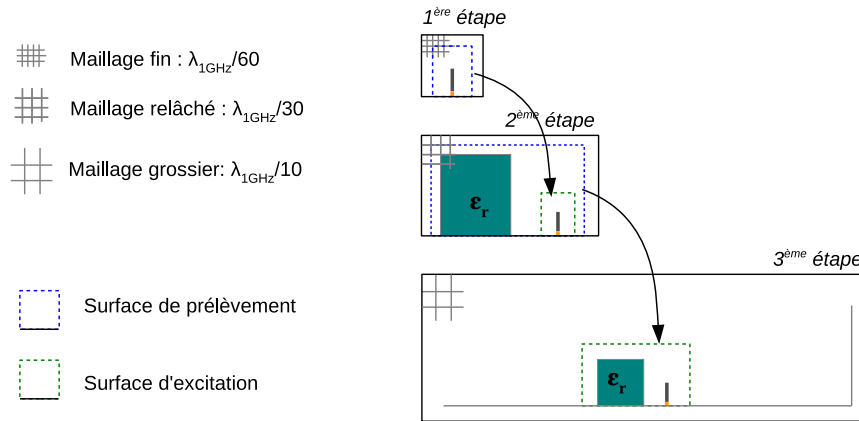 1ère étape
Maillage fin : λ1GHz/60
Maillage relâché : λ1GHz/30
2ème étape
Maillage grossier: λ1GHz/10
εr
3ème étape
Surface de prélèvement
Surface d'excitation
εr